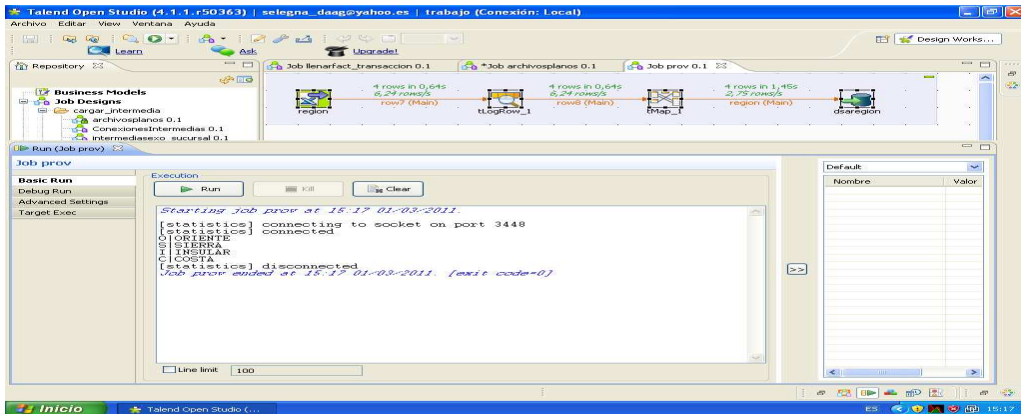 Talend Open Studio (4.1.1.r50363) | selegna_daag@yahoo.es | trabajo (Conexión: Local)
Archivo Editar View Ventana Ayuda
Learn Ask Upgrade!
Design Works...
Repository
Job llenarfact_transaccion 0.1
*Job archivosplanos 0.1
Job prov 0.1
Business Models
Job Designs
cargar_intermedia
archivosplanos 0.1
ConexionesIntermedias 0.1
intermediasexo_sucursal 0.1
4 rows in 0,64s
6,24 rows/s
row7 (Main)
4 rows in 0,64s
6,24 rows/s
row8 (Main)
4 rows in 1,45s
2,75 rows/s
region (Main)
region
tLogRow_1
tMap_1
dsaregion
Run (Job prov)
Job prov
Basic Run
Debug Run
Advanced Settings
Target Exec
Execution
Run
Kill
Clear
Starting job prov at 15:17 01/03/2011.
[statistics] connecting to socket on port 3448
[statistics] connected
O|ORIENTE
S|SIERRA
I|INSULAR
C|COSTA
[statistics] disconnected
Job prov ended at 15:17 01/03/2011. [exit code=0]
Line limit 100
>>
Default
Nombre Valor
Inicio
Talend Open Studio (...
ES
15:17